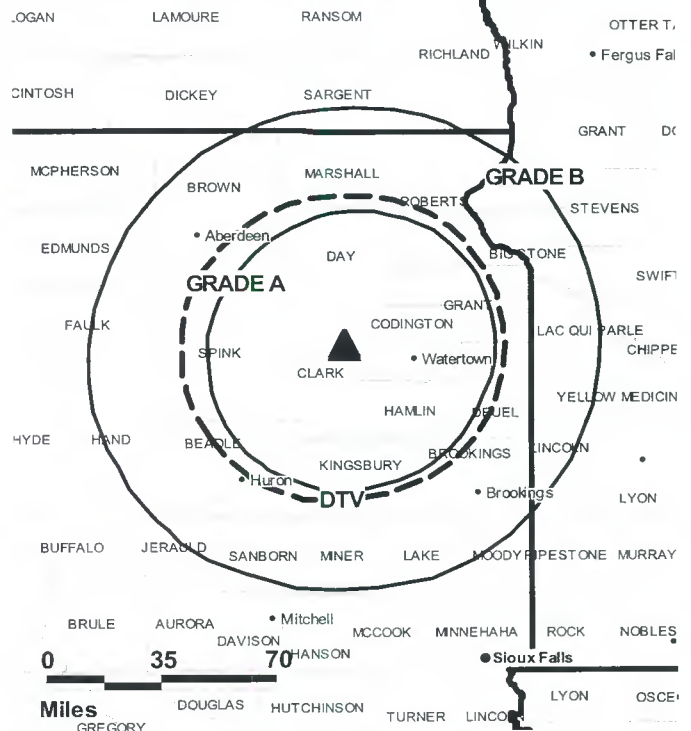 .OGAN LAMOURE RANSOM
OTTER T
RICHLAND WILKIN
Fergus Fal
CINTOSH DICKEY SARGENT
GRANT DO
MCPHERSON MARSHALL
GRADE B
BROWN
ROBERTS
STEVENS
Aberdeen
EDMUNDS DAY BIG STONE
SWIFT
GRADE A
GRANT
FAULK CODINGTON LAC QUI PARLE
SPINK CHIPPE
Watertown
CLARK
YELLOW MEDICIN
HAMLIN DEUEL
HYDE HAND BEADLE LINCOLN
BROOKINGS
KINGSBURY
Huron
DTV Brookings LYON
BUFFALO JERAULD SANBORN MINER LAKE MOODY PIPESTONE MURRAY
BRULE AURORA Mitchell
DAVISON MCCOOK MINNEHAHA ROCK NOBLES
HANSON
0 35 70
Sioux Falls
Miles
DOUGLAS HUTCHINSON TURNER LINCO LYON OSCE
GREGORY